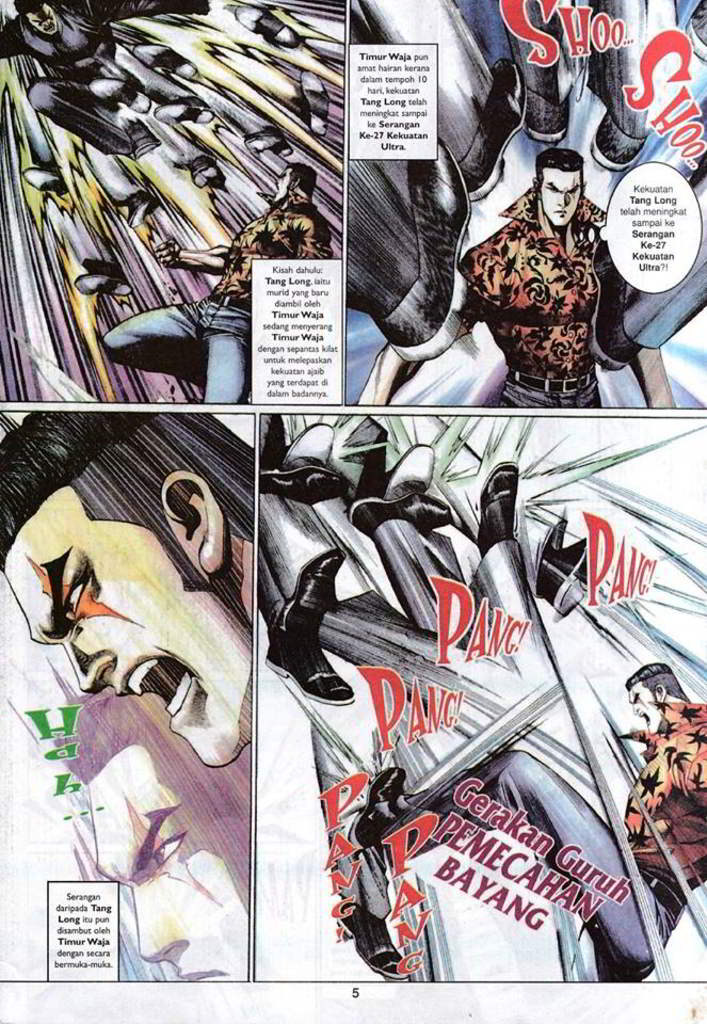 Kisah dahulu:
Tang Long, iaitu
murid yang baru
diambil oleh
Timur Waja
sedang menyerang
Timur Waja
dengan sepantas kilat
untuk melepaskan
kekuatan ajaib
yang terdapat di
dalam badannya.
Timur Waja pun
amat hairan kerana
dalam tempoh 10
hari, kekuatan
Tang Long telah
meningkat sampai
ke Serangan
Ke-27 Kekuatan
Ultra.
SHOO...
SHOO...
Kekuatan
Tang Long
telah meningkat
sampai ke
Serangan
Ke-27
Kekuatan
Ultra?!
Hah...
Serangan
daripada Tang
Long itu pun
disambut oleh
Timur Waja
dengan secara
bermuka-muka.
PANG!
PANG!
PANG!
PANG!
PANG!
Gerakan Guruh
PEMECAHAN
BAYANG
5